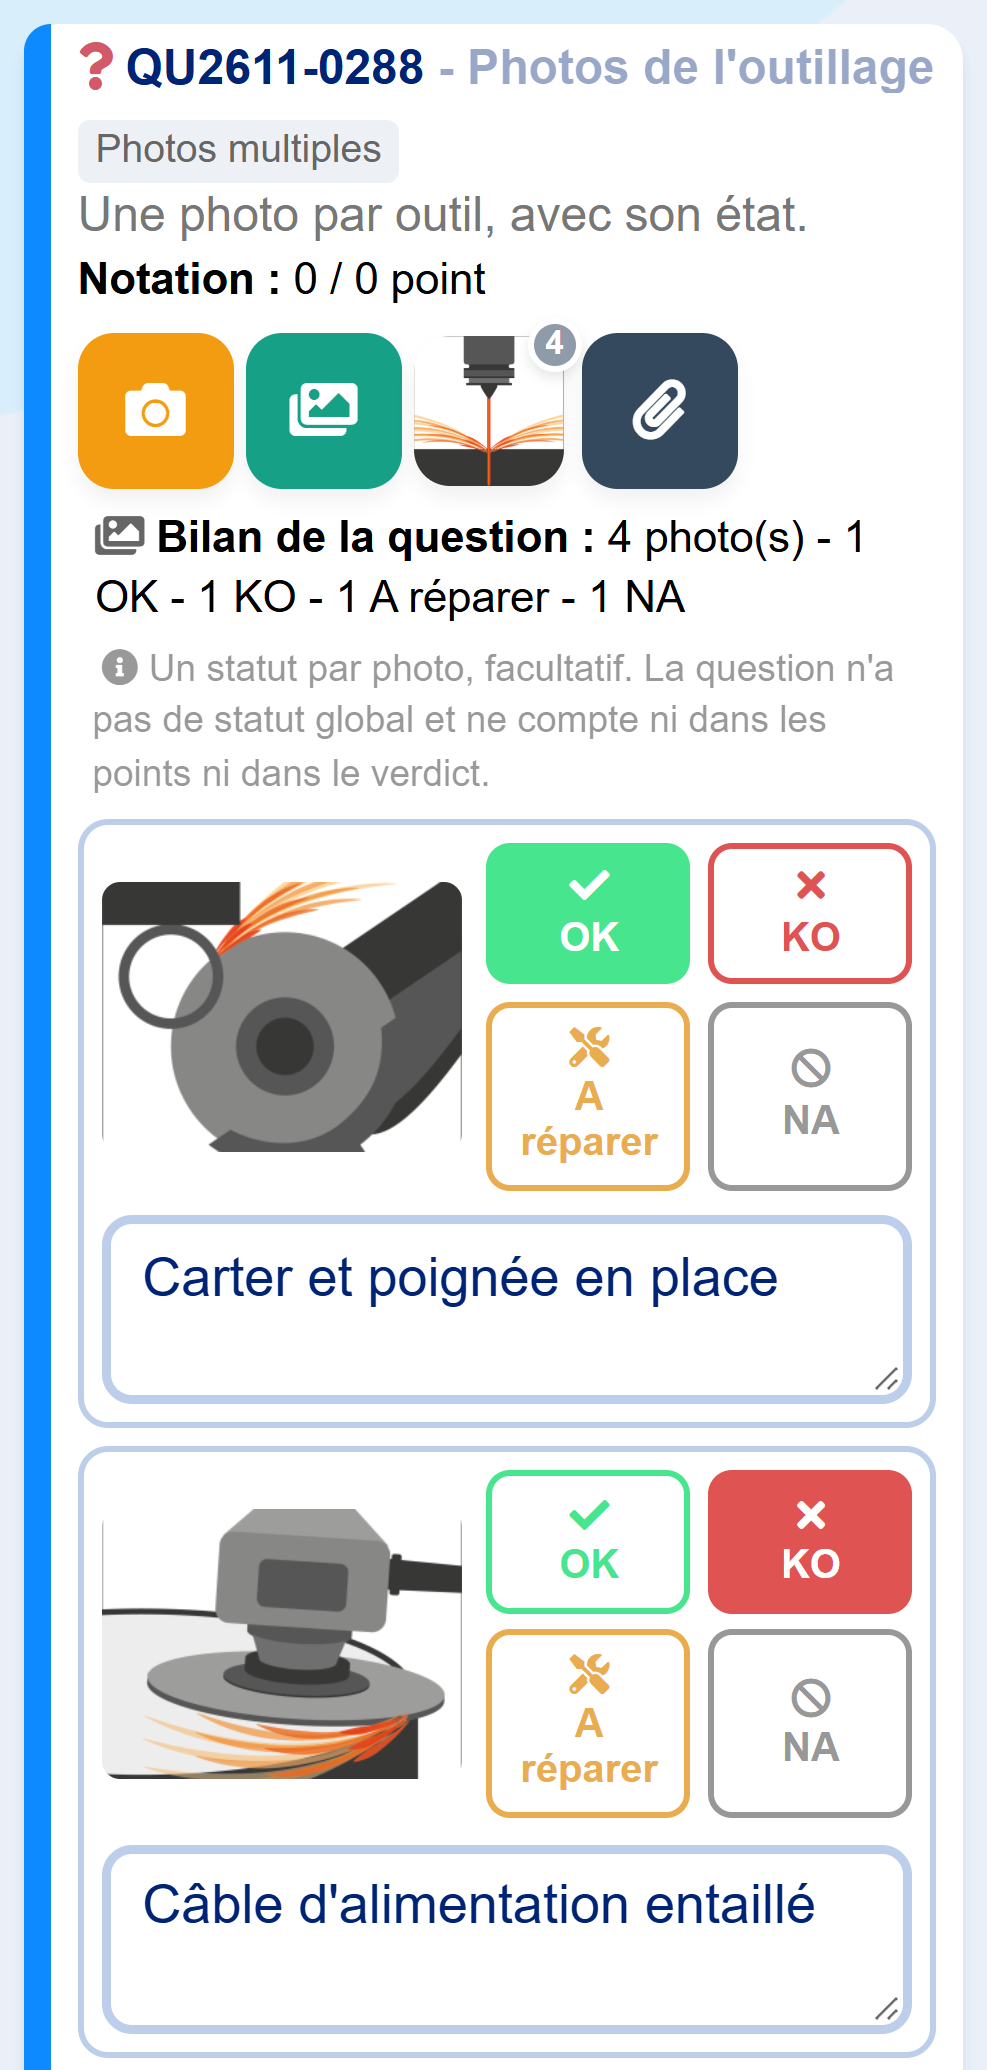 QU2611-0288 - Photos de l'outillage
Photos multiples
Une photo par outil, avec son état.
Notation : 0 / 0 point
4
Bilan de la question : 4 photo(s) - 1
OK - 1 KO - 1 A réparer - 1 NA
Un statut par photo, facultatif. La question n'a
pas de statut global et ne compte ni dans les
points ni dans le verdict.
OK
KO
A
réparer
NA
Carter et poignée en place
OK
KO
A
réparer
NA
Câble d'alimentation entaillé